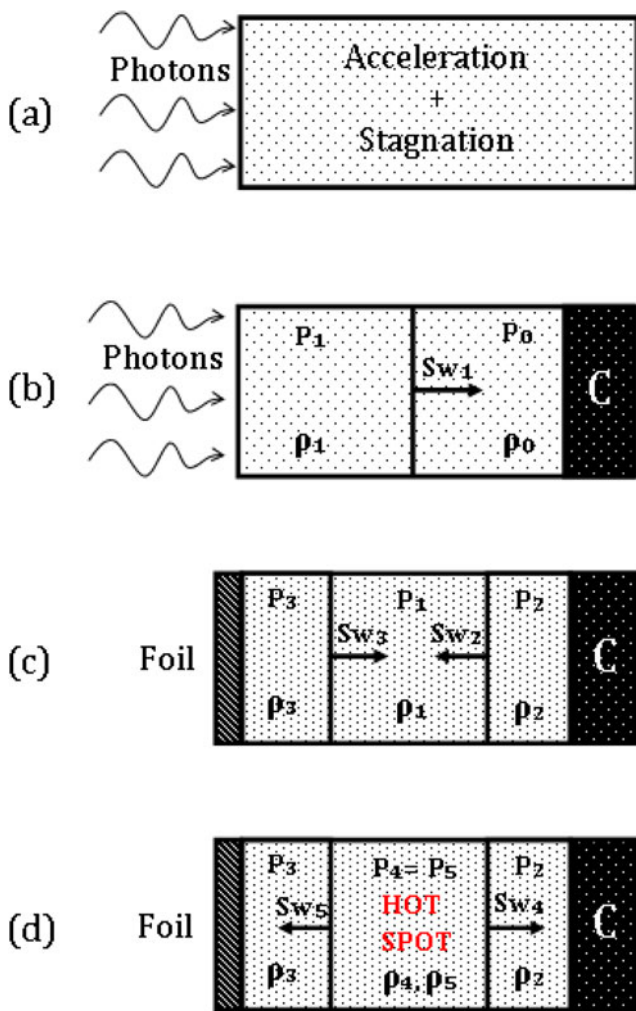 (a)
Photons
Acceleration
+
Stagnation
(b)
Photons
P₁
P₀
Sw₁
C
ρ₁
ρ₀
(c)
Foil
P₃
P₁
P₂
Sw₃
Sw₂
C
ρ₃
ρ₁
ρ₂
(d)
Foil
P₃
P₄= P₅
P₂
Sw₅
HOT
SPOT
Sw₄
C
ρ₃
ρ₄, ρ₅
ρ₂